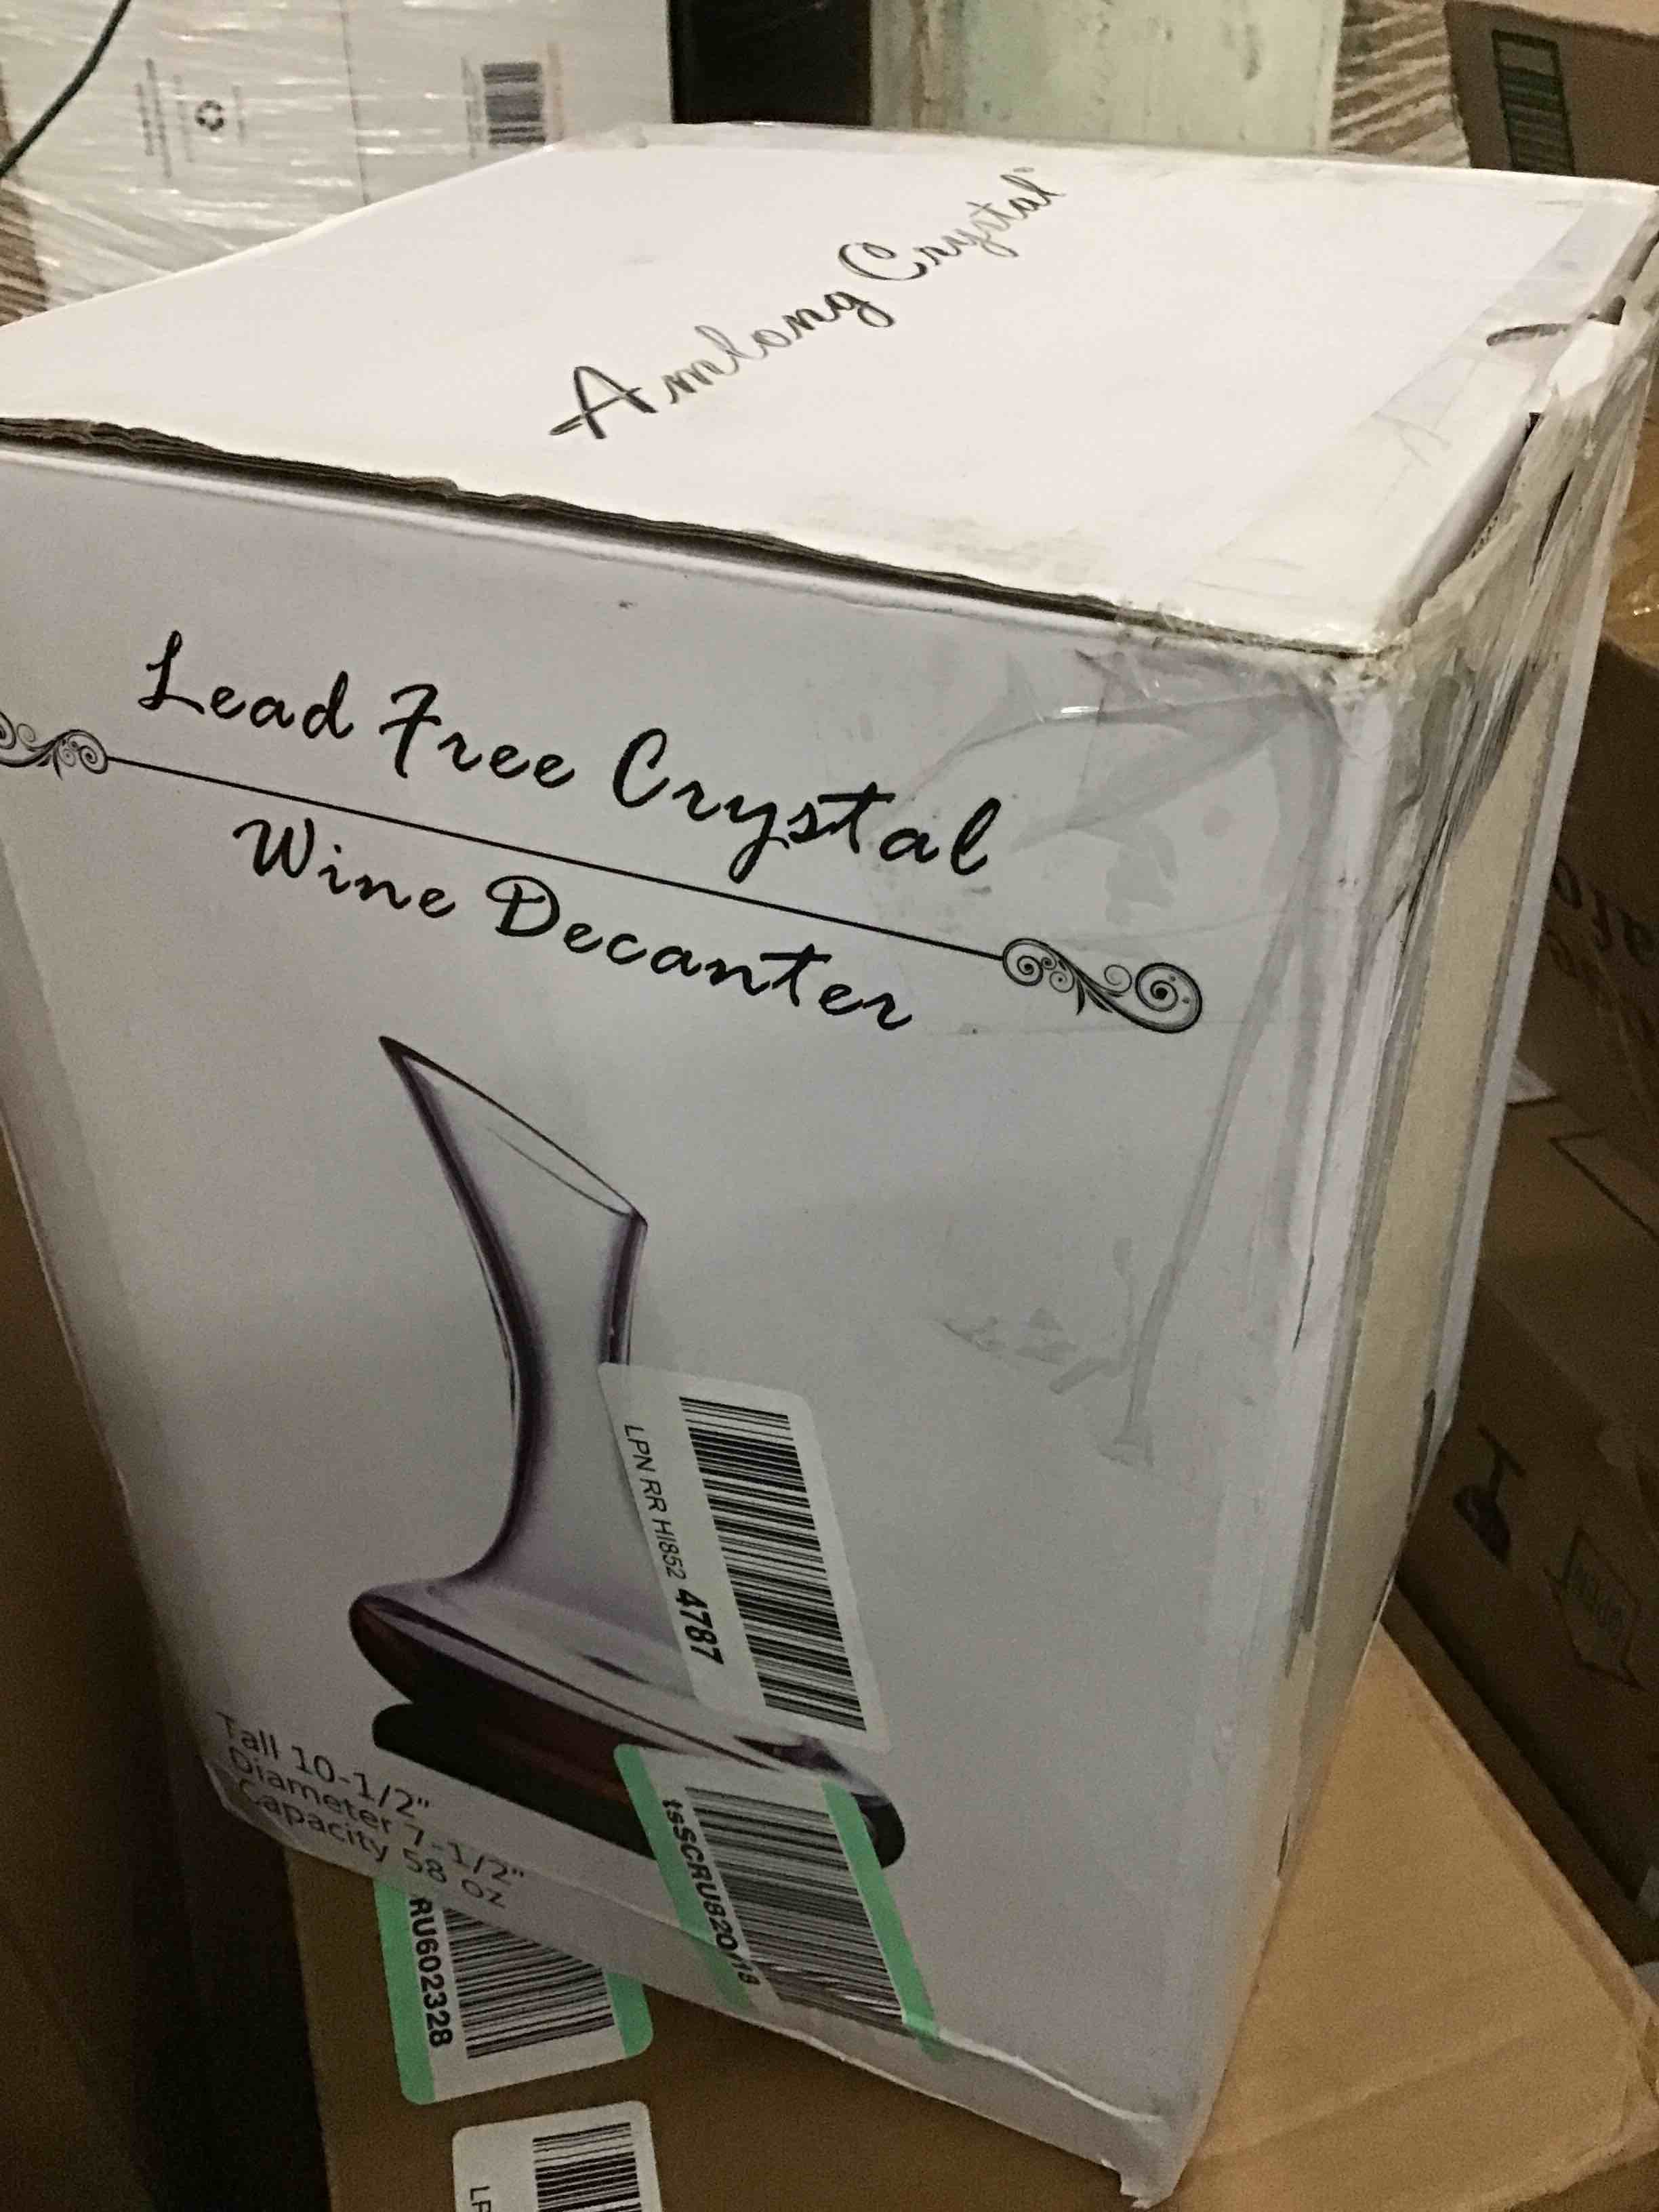 Amlong Crystal®
Lead Free Crystal
Wine Decanter
LPN RR HI852 4787
Tall 10-1/2"
Diameter 7-1/2"
Capacity 58 oz
RU602328